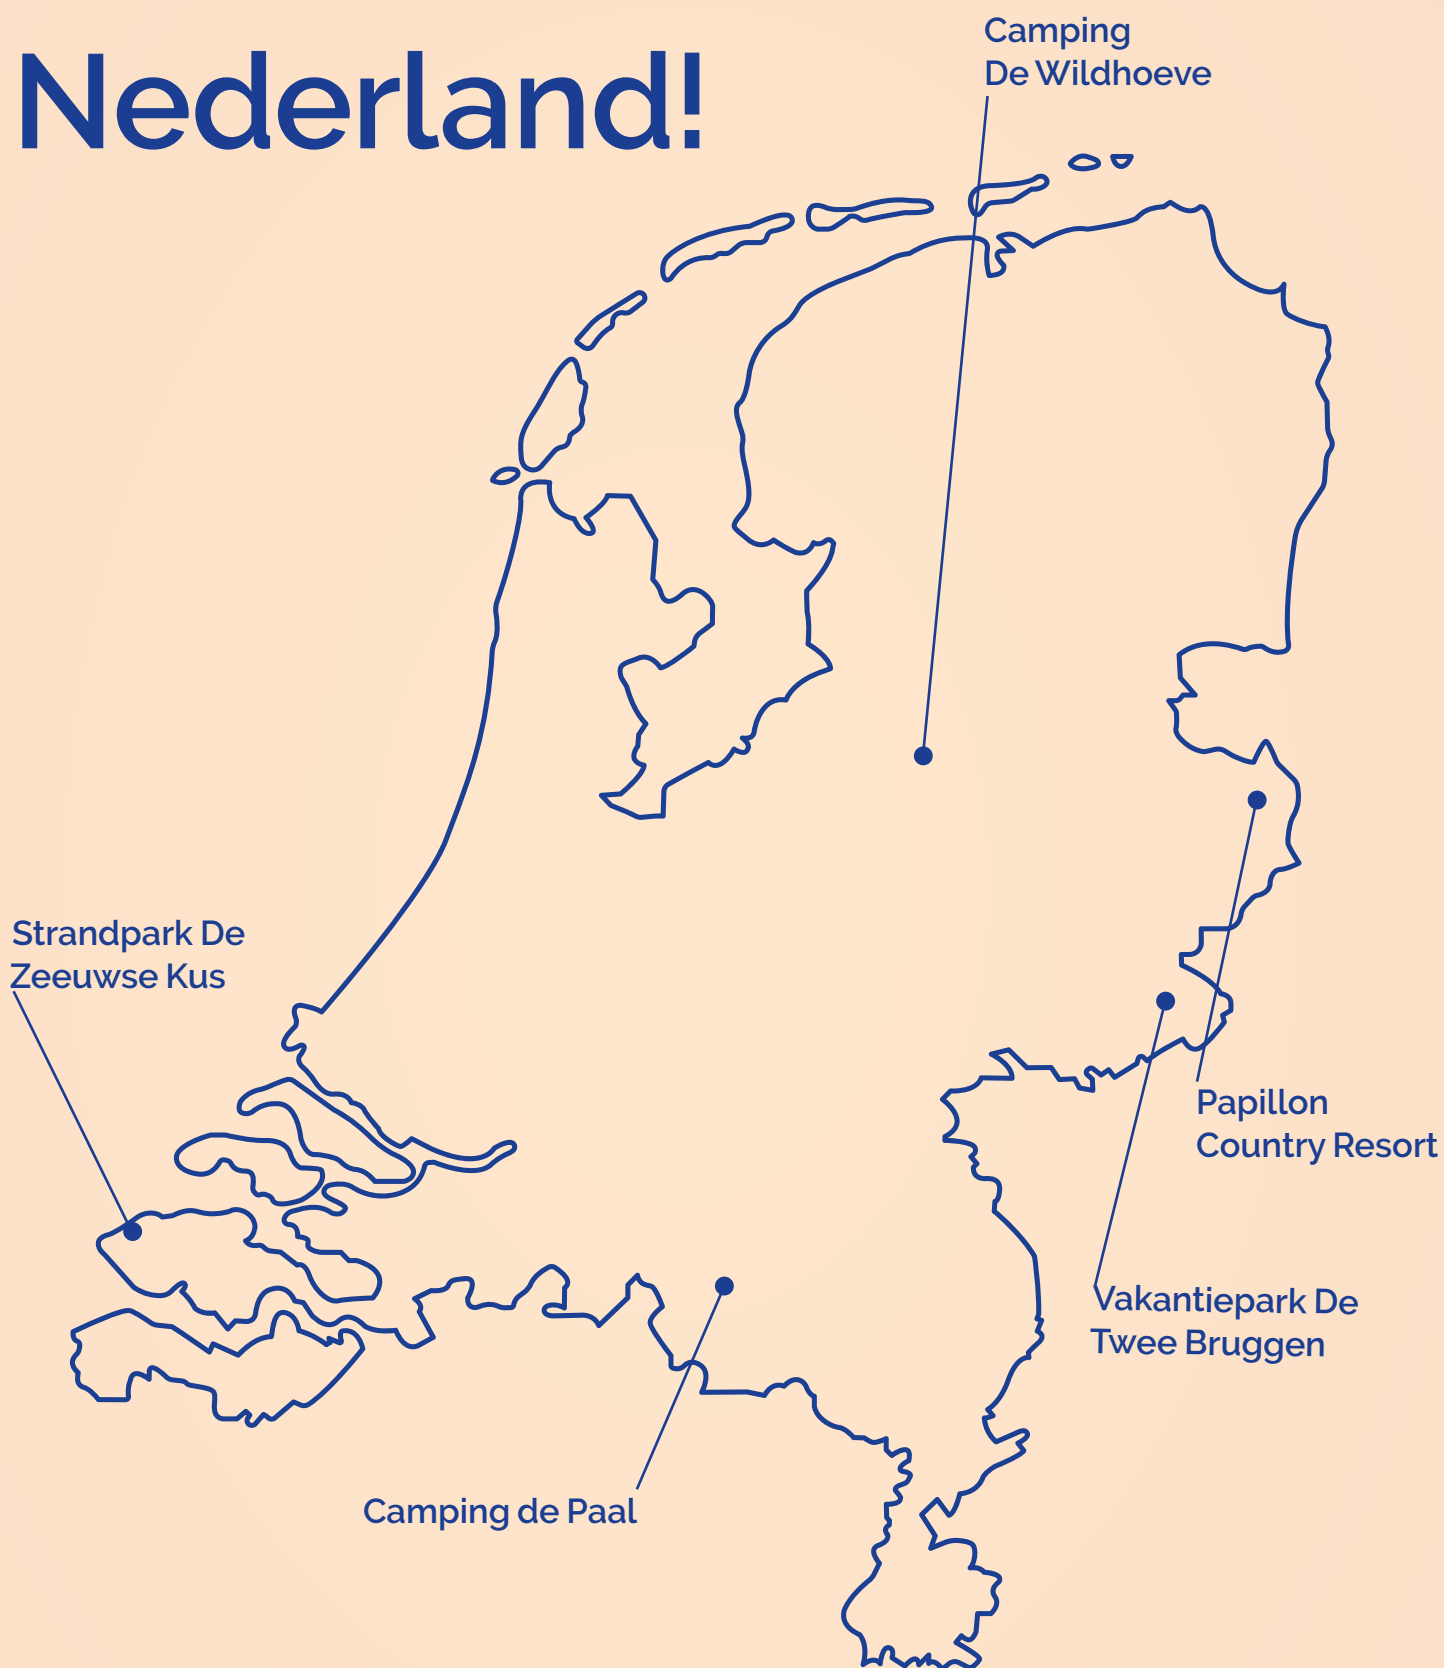 Nederland!
Camping
De Wildhoeve
Strandpark De
Zeeuwse Kus
Papillon
Country Resort
Vakantiepark De
Twee Bruggen
Camping de Paal